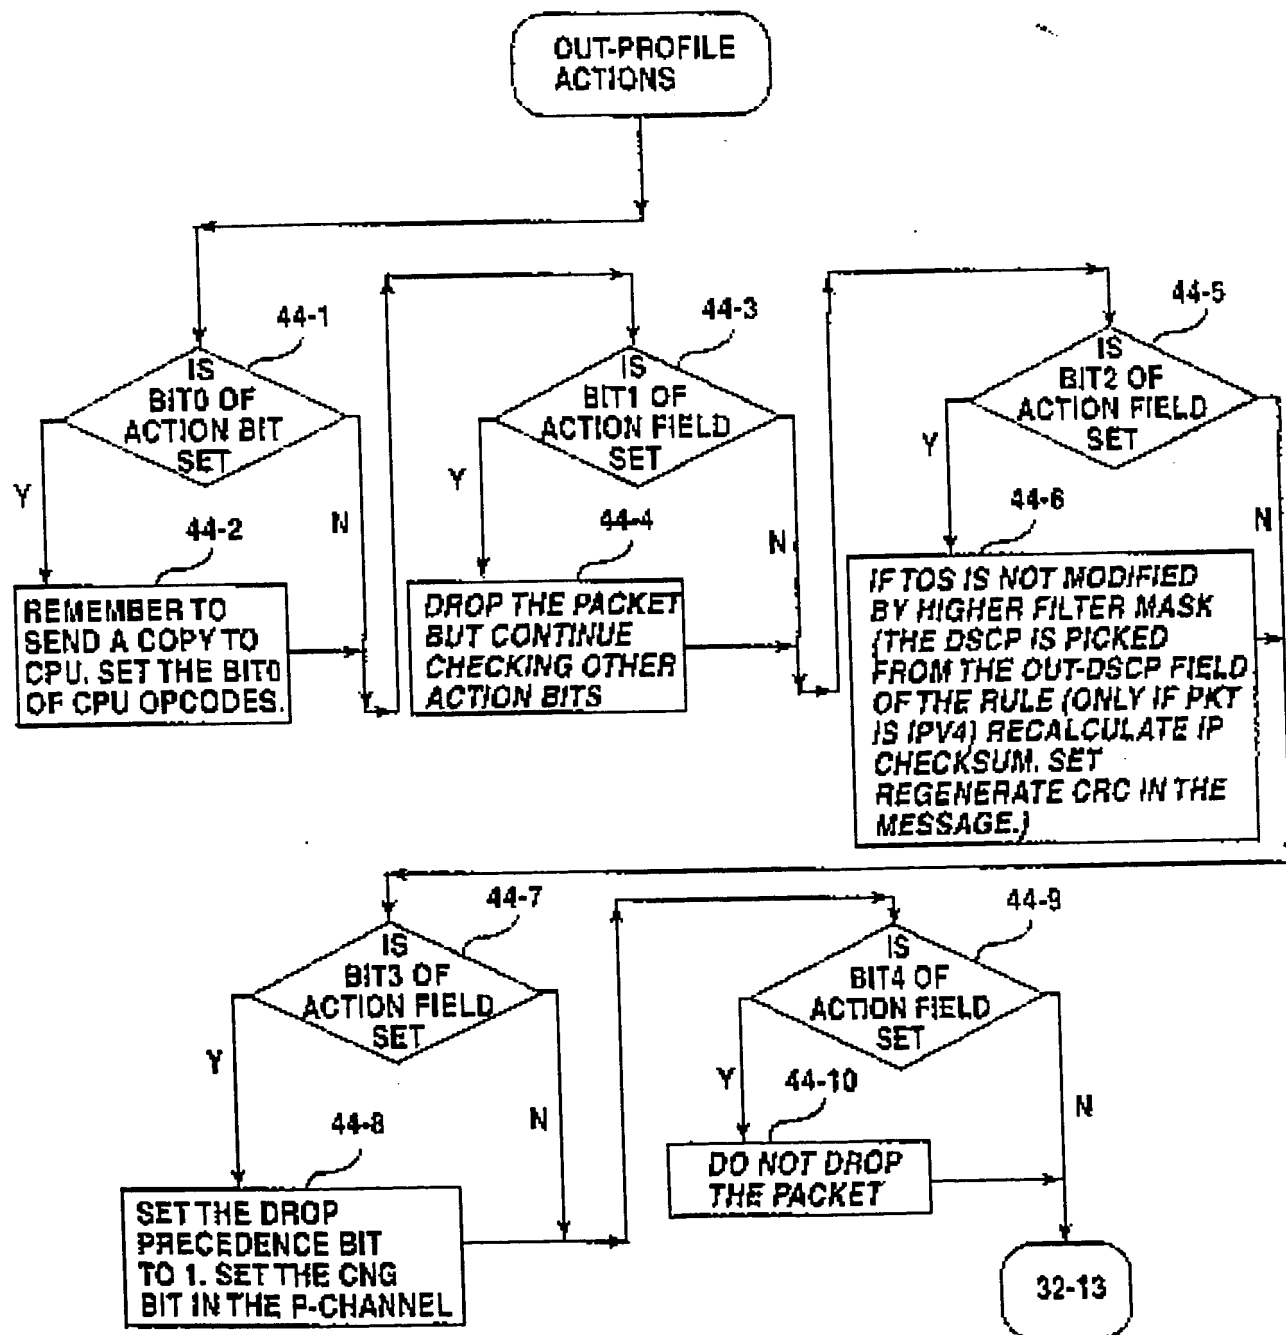 OUT-PROFILE
ACTIONS
44-1
IS
BIT0 OF
ACTION BIT
SET
Y
N
44-2
REMEMBER TO
SEND A COPY TO
CPU. SET THE BIT0
OF CPU OPCODES.
44-3
IS
BIT1 OF
ACTION FIELD
SET
Y
N
44-4
DROP THE PACKET
BUT CONTINUE
CHECKING OTHER
ACTION BITS
44-5
IS
BIT2 OF
ACTION FIELD
SET
Y
N
44-6
IF TOS IS NOT MODIFIED
BY HIGHER FILTER MASK
(THE DSCP IS PICKED
FROM THE OUT-DSCP FIELD
OF THE RULE (ONLY IF PKT
IS IPV4) RECALCULATE IP
CHECKSUM. SET
REGENERATE CRC IN THE
MESSAGE.)
44-7
IS
BIT3 OF
ACTION FIELD
SET
Y
N
44-8
SET THE DROP
PRECEDENCE BIT
TO 1. SET THE CNG
BIT IN THE P-CHANNEL
44-9
IS
BIT4 OF
ACTION FIELD
SET
Y
N
44-10
DO NOT DROP
THE PACKET
32-13